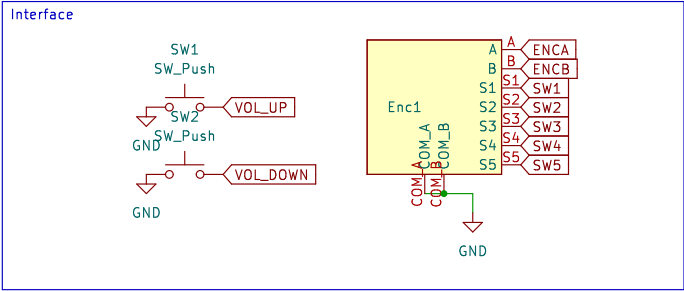 Interface
SW1
SW_Push
VOL_UP
GND
SW2
SW_Push
VOL_DOWN
GND
Enc1
A
A
ENCA
B
B
ENCB
S1
S1
SW1
S2
S2
SW2
S3
S3
SW3
S4
S4
SW4
S5
S5
SW5
COM_A
COM_B
COM_A
COM_B
GND